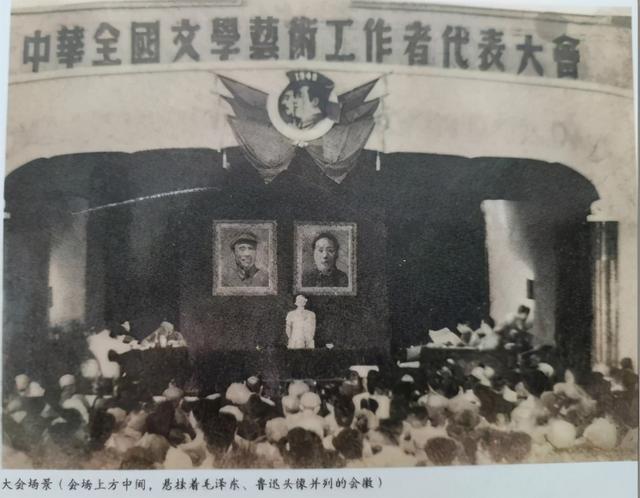 中華全國文學藝術工作者代表大會
1949
大会场景（会场上方中间，悬挂着毛泽东、鲁迅头像并列的会徽）